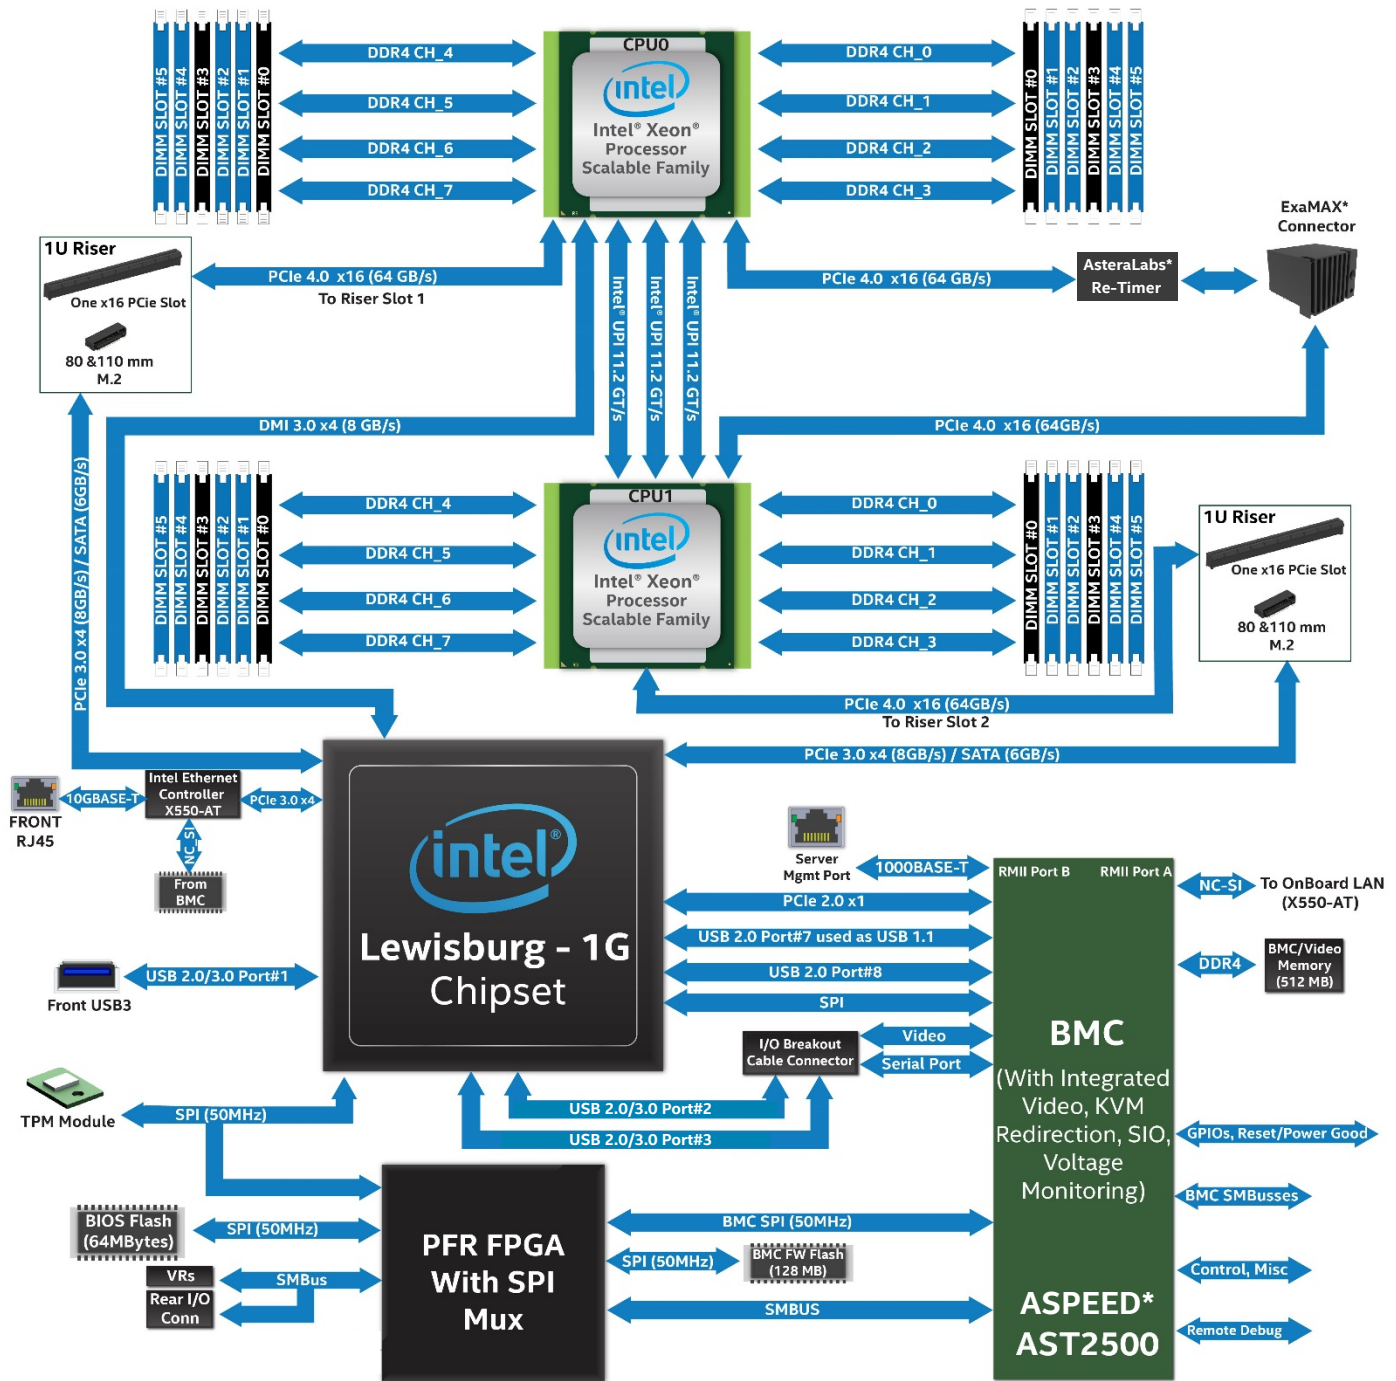 DIMM SLOT #5
DIMM SLOT #4
DIMM SLOT #3
DIMM SLOT #2
DIMM SLOT #1
DIMM SLOT #0
DDR4 CH_4
DDR4 CH_5
DDR4 CH_6
DDR4 CH_7
CPU0
intel
Intel® Xeon®
Processor
Scalable Family
DDR4 CH_0
DDR4 CH_1
DDR4 CH_2
DDR4 CH_3
DIMM SLOT #0
DIMM SLOT #1
DIMM SLOT #2
DIMM SLOT #3
DIMM SLOT #4
DIMM SLOT #5
1U Riser
One x16 PCIe Slot
80 &110 mm
M.2
PCIe 4.0 x16 (64 GB/s)
To Riser Slot 1
Intel® UPI 11.2 GT/s
Intel® UPI 11.2 GT/s
Intel® UPI 11.2 GT/s
PCIe 4.0 x16 (64 GB/s)
AsteraLabs*
Re-Timer
ExaMAX*
Connector
DMI 3.0 x4 (8 GB/s)
PCIe 4.0 x16 (64GB/s)
PCIe 3.0 x4 (8GB/s) / SATA (6GB/s)
DIMM SLOT #5
DIMM SLOT #4
DIMM SLOT #3
DIMM SLOT #2
DIMM SLOT #1
DIMM SLOT #0
DDR4 CH_4
DDR4 CH_5
DDR4 CH_6
DDR4 CH_7
CPU1
intel
Intel® Xeon®
Processor
Scalable Family
DDR4 CH_0
DDR4 CH_1
DDR4 CH_2
DDR4 CH_3
DIMM SLOT #0
DIMM SLOT #1
DIMM SLOT #2
DIMM SLOT #3
DIMM SLOT #4
DIMM SLOT #5
1U Riser
One x16 PCIe Slot
80 &110 mm
M.2
PCIe 4.0 x16 (64GB/s)
To Riser Slot 2
PCIe 3.0 x4 (8GB/s) / SATA (6GB/s)
FRONT
RJ45
10GBASE-T
Intel Ethernet
Controller
X550-AT
PCIe 3.0 x4
NC_SI
From
BMC
intel®
Lewisburg - 1G
Chipset
Server
Mgmt Port
1000BASE-T
RMII Port B
RMII Port A
NC-SI
To OnBoard LAN
(X550-AT)
PCIe 2.0 x1
USB 2.0 Port#7 used as USB 1.1
USB 2.0 Port#8
SPI
DDR4
BMC/Video
Memory
(512 MB)
Front USB3
USB 2.0/3.0 Port#1
I/O Breakout
Cable Connector
Video
Serial Port
BMC
(With Integrated
Video, KVM
Redirection, SIO,
Voltage
Monitoring)
ASPEED*
AST2500
TPM Module
SPI (50MHz)
USB 2.0/3.0 Port#2
USB 2.0/3.0 Port#3
GPIOs, Reset/Power Good
BMC SMBusses
Control, Misc
Remote Debug
BIOS Flash
(64MBytes)
SPI (50MHz)
VRs
Rear I/O
Conn
SMBus
PFR FPGA
With SPI
Mux
BMC SPI (50MHz)
SPI (50MHz)
BMC FW Flash
(128 MB)
SMBUS